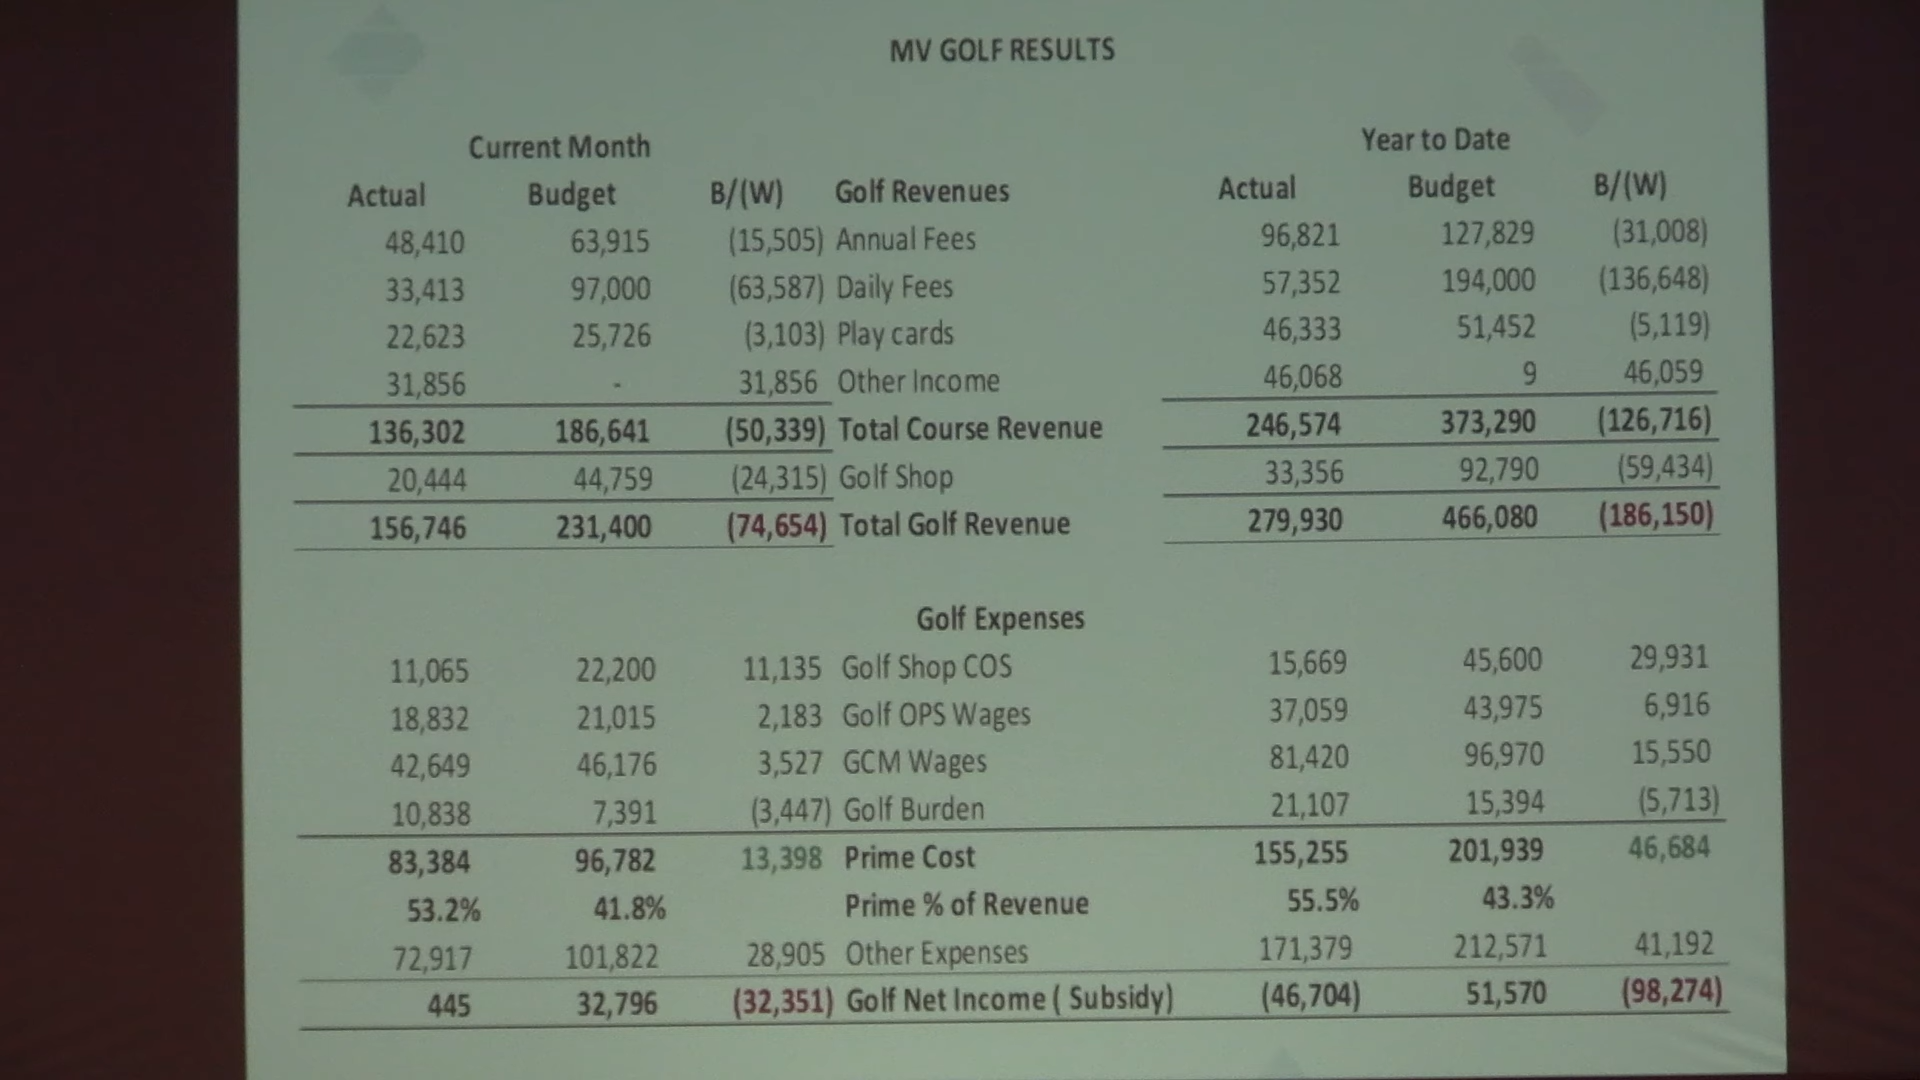 MV GOLF RESULTS
Current Month Year to Date
Actual Budget B/(W) Golf Revenues Actual Budget B/(W)
48,410 63,915 (15,505) Annual Fees 96,821 127,829 (31,008)
33,413 97,000 (63,587) Daily Fees 57,352 194,000 (136,648)
22,623 25,726 (3,103) Play cards 46,333 51,452 (5,119)
31,856 - 31,856 Other Income 46,068 9 46,059
136,302 186,641 (50,339) Total Course Revenue 246,574 373,290 (126,716)
20,444 44,759 (24,315) Golf Shop 33,356 92,790 (59,434)
156,746 231,400 (74,654) Total Golf Revenue 279,930 466,080 (186,150)
Golf Expenses
11,065 22,200 11,135 Golf Shop COS 15,669 45,600 29,931
18,832 21,015 2,183 Golf OPS Wages 37,059 43,975 6,916
42,649 46,176 3,527 GCM Wages 81,420 96,970 15,550
10,838 7,391 (3,447) Golf Burden 21,107 15,394 (5,713)
83,384 96,782 13,398 Prime Cost 155,255 201,939 46,684
53.2% 41.8% Prime % of Revenue 55.5% 43.3%
72,917 101,822 28,905 Other Expenses 171,379 212,571 41,192
445 32,796 (32,351) Golf Net Income ( Subsidy) (46,704) 51,570 (98,274)